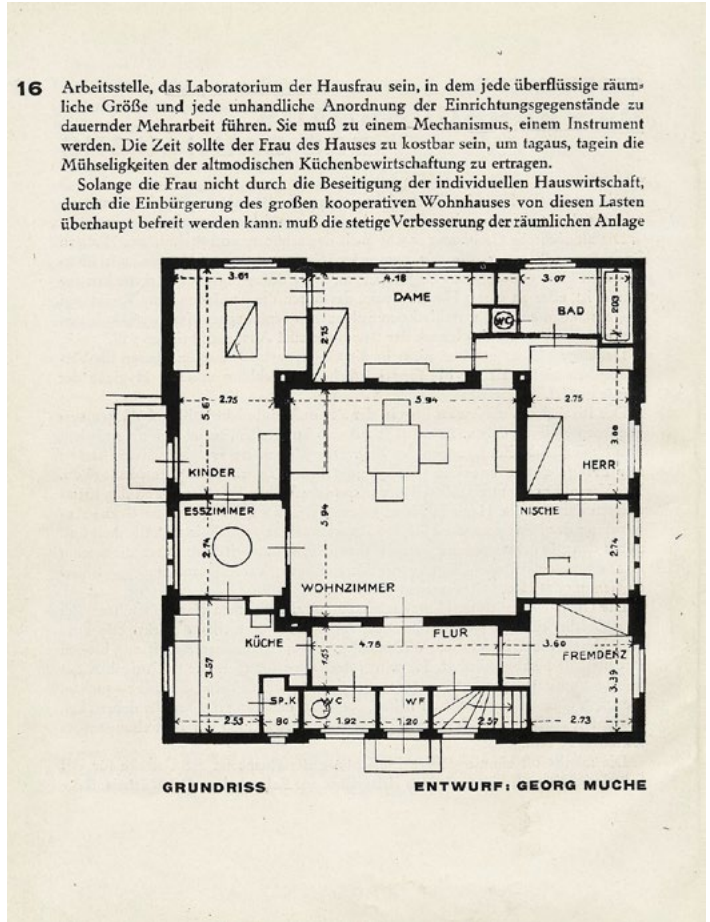 16
Arbeitsstelle, das Laboratorium der Hausfrau sein, in dem jede überflüssige räum=
liche Größe und jede unhandliche Anordnung der Einrichtungsgegenstände zu
dauernder Mehrarbeit führen. Sie muß zu einem Mechanismus, einem Instrument
werden. Die Zeit sollte der Frau des Hauses zu kostbar sein, um tagaus, tagein die
Mühseligkeiten der altmodischen Küchenbewirtschaftung zu ertragen.
Solange die Frau nicht durch die Beseitigung der individuellen Hauswirtschaft,
durch die Einbürgerung des großen kooperativen Wohnhauses von diesen Lasten
überhaupt befreit werden kann. muß die stetige Verbesserung der räumlichen Anlage
3.61
4.18
3.07
DAME
BAD
WC
2.75
2.75
5.94
2.75
5.67
KINDER
HERR
ESSZIMMER
NISCHE
5.94
2.74
2.74
WOHNZIMMER
KÜCHE
FLUR
4.78
3.60
FREMDENZ
3.57
3.39
SP.K
WC
WF
2.53
80
1.92
1.20
2.57
2.73
GRUNDRISS
ENTWURF: GEORG MUCHE